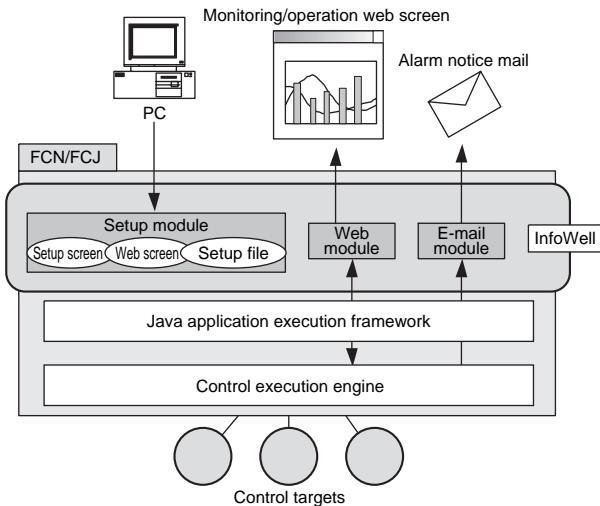 Monitoring/operation web screen
Alarm notice mail
PC
FCN/FCJ
Setup module
Setup screen
Web screen
Setup file
Web
module
E-mail
module
InfoWell
Java application execution framework
Control execution engine
Control targets